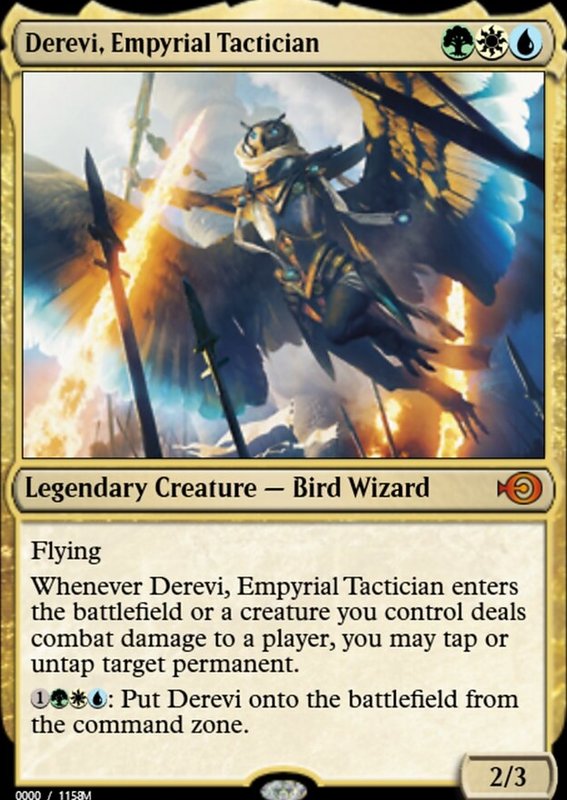 Derevi, Empyrial Tactician
Legendary Creature — Bird Wizard
Flying
Whenever Derevi, Empyrial Tactician enters
the battlefield or a creature you control deals
combat damage to a player, you may tap or
untap target permanent.
1: Put Derevi onto the battlefield from
the command zone.
2/3
0000 / 1158M